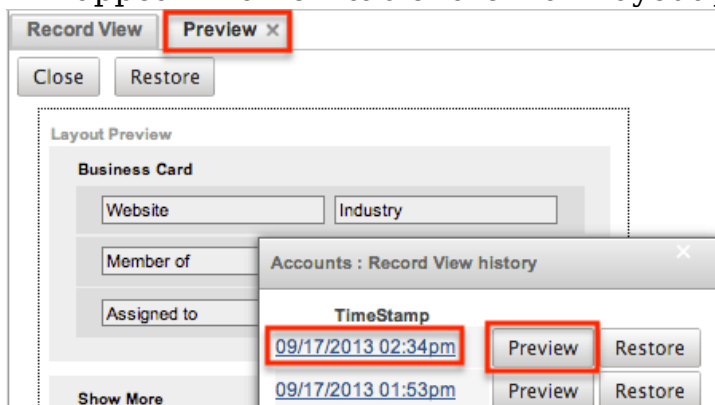 Record View Preview ×
Close Restore
Layout Preview
Business Card
Website Industry
Member of
Assigned to
Show More
Accounts : Record View history
TimeStamp
09/17/2013 02:34pm Preview Restore
09/17/2013 01:53pm Preview Restore